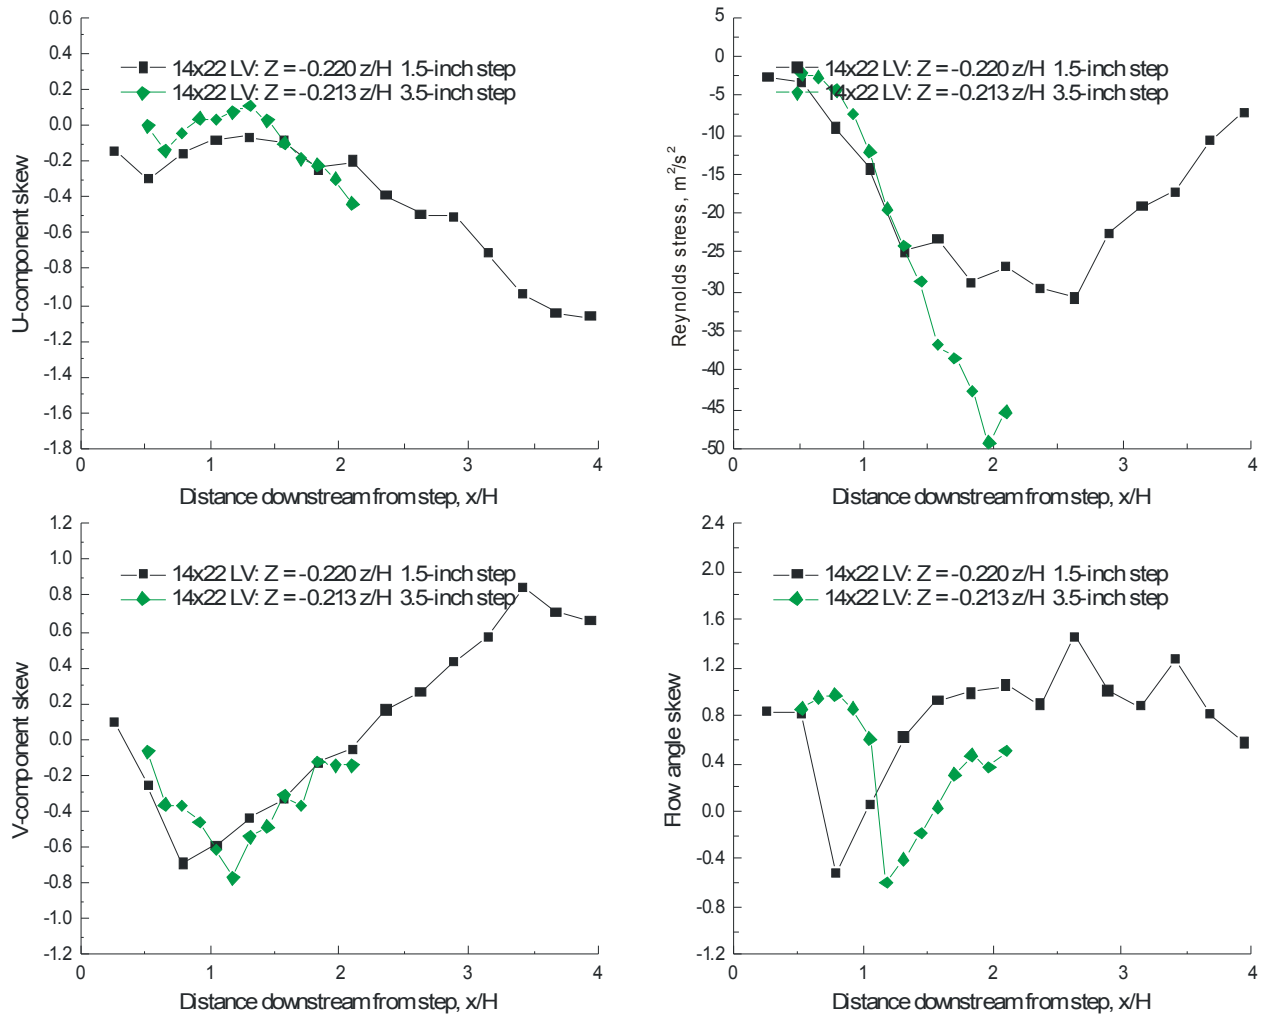 0.6
0.4
0.2
0.0
-0.2
-0.4
-0.6
-0.8
-1.0
-1.2
-1.4
-1.6
-1.8
U-component skew
14x22 LV: Z = -0.220 z/H 1.5-inch step
14x22 LV: Z = -0.213 z/H 3.5-inch step
0 1 2 3 4
Distance downstream from step, x/H
5
0
-5
-10
-15
-20
-25
-30
-35
-40
-45
-50
Reynolds stress, m²/s²
14x22 LV: Z = -0.220 z/H 1.5-inch step
14x22 LV: Z = -0.213 z/H 3.5-inch step
0 1 2 3 4
Distance downstream from step, x/H
1.2
1.0
0.8
0.6
0.4
0.2
0.0
-0.2
-0.4
-0.6
-0.8
-1.0
-1.2
V-component skew
14x22 LV: Z = -0.220 z/H 1.5-inch step
14x22 LV: Z = -0.213 z/H 3.5-inch step
0 1 2 3 4
Distance downstream from step, x/H
2.4
2.0
1.6
1.2
0.8
0.4
0.0
-0.4
-0.8
-1.2
Flow angle skew
14x22 LV: Z = -0.220 z/H 1.5-inch step
14x22 LV: Z = -0.213 z/H 3.5-inch step
0 1 2 3 4
Distance downstream from step, x/H